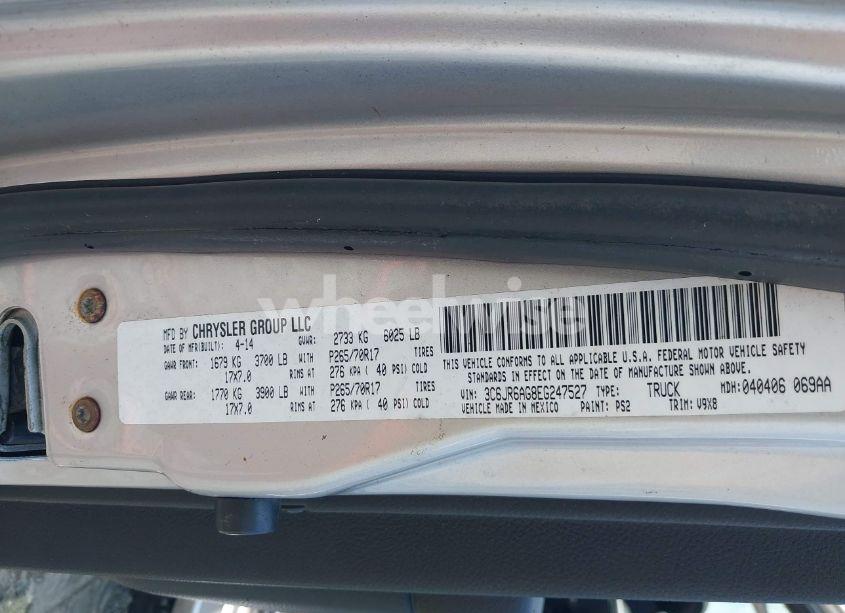 wheelwise
MFD BY CHRYSLER GROUP LLC
DATE OF MFR(BUILT): 4-14 GVWR: 2733 KG 6025 LB
GAWR FRONT: 1679 KG 3700 LB WITH P265/70R17 TIRES
17X7.0 RIMS AT 276 KPA ( 40 PSI) COLD
GAWR REAR: 1770 KG 3900 LB WITH P265/70R17 TIRES
17X7.0 RIMS AT 276 KPA ( 40 PSI) COLD
THIS VEHICLE CONFORMS TO ALL APPLICABLE U.S.A. FEDERAL MOTOR VEHICLE SAFETY
STANDARDS IN EFFECT ON THE DATE OF MANUFACTURE SHOWN ABOVE.
VIN: 3C6JR6AG8EG247527 TYPE: TRUCK MDH: 040406 069AA
VEHICLE MADE IN MEXICO PAINT: PS2 TRIM: V9X8